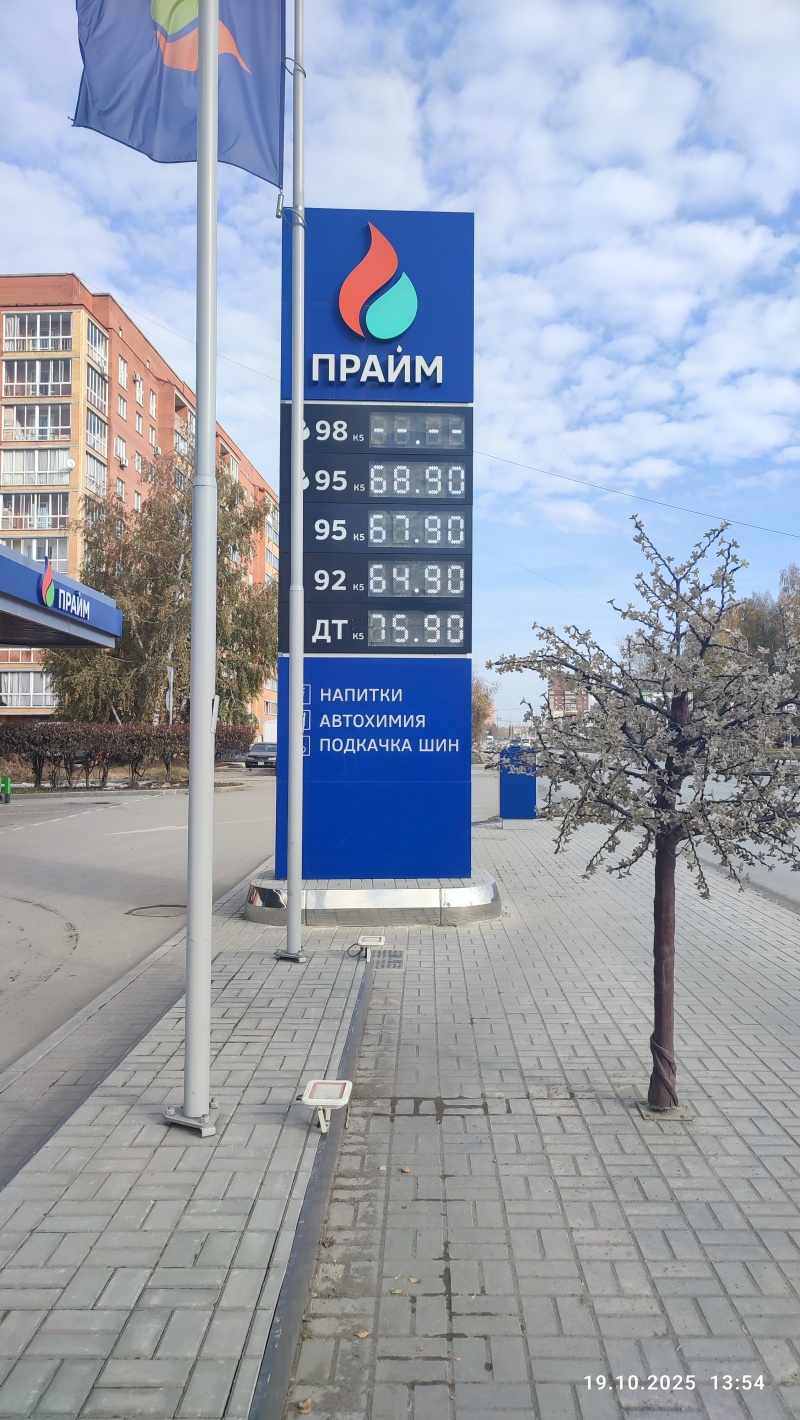 ПРАЙМ
98 К5 --.--
95 К5 68.90
95 К5 67.90
92 К5 64.90
ДТ К5 75.90
ПРАЙМ
НАПИТКИ
АВТОХИМИЯ
ПОДКАЧКА ШИН
19.10.2025 13:54